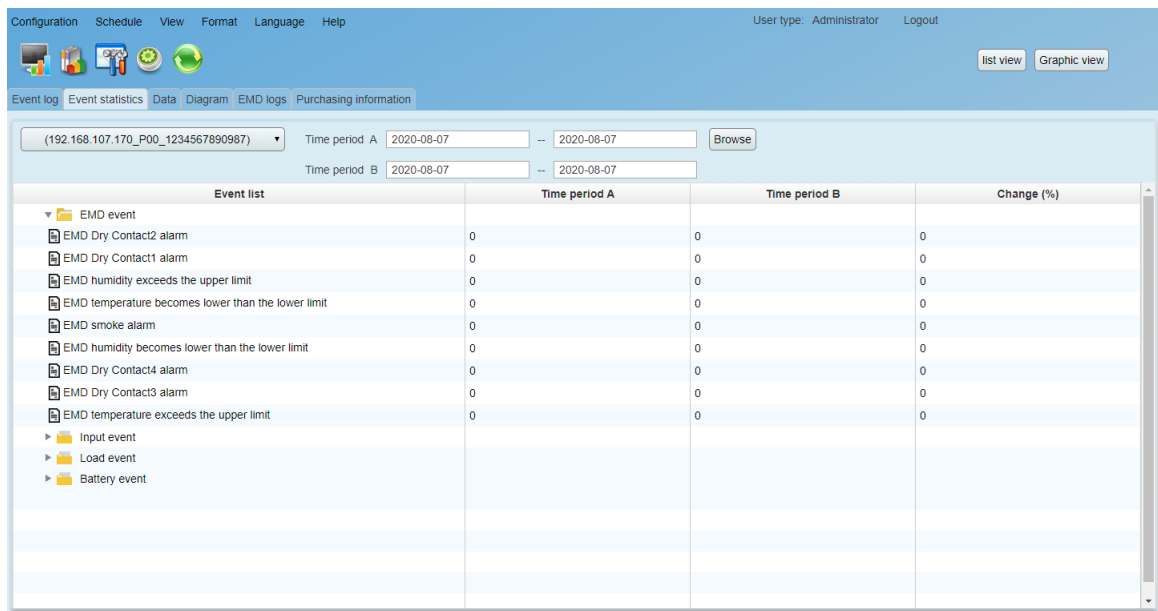 Configuration Schedule View Format Language Help User type: Administrator Logout
list view Graphic view
Event log Event statistics Data Diagram EMD logs Purchasing information
(192.168.107.170_P00_1234567890987) Time period A 2020-08-07 -- 2020-08-07 Browse
Time period B 2020-08-07 -- 2020-08-07
Event list Time period A Time period B Change (%)
EMD event
EMD Dry Contact2 alarm 0 0 0
EMD Dry Contact1 alarm 0 0 0
EMD humidity exceeds the upper limit 0 0 0
EMD temperature becomes lower than the lower limit 0 0 0
EMD smoke alarm 0 0 0
EMD humidity becomes lower than the lower limit 0 0 0
EMD Dry Contact4 alarm 0 0 0
EMD Dry Contact3 alarm 0 0 0
EMD temperature exceeds the upper limit 0 0 0
Input event
Load event
Battery event